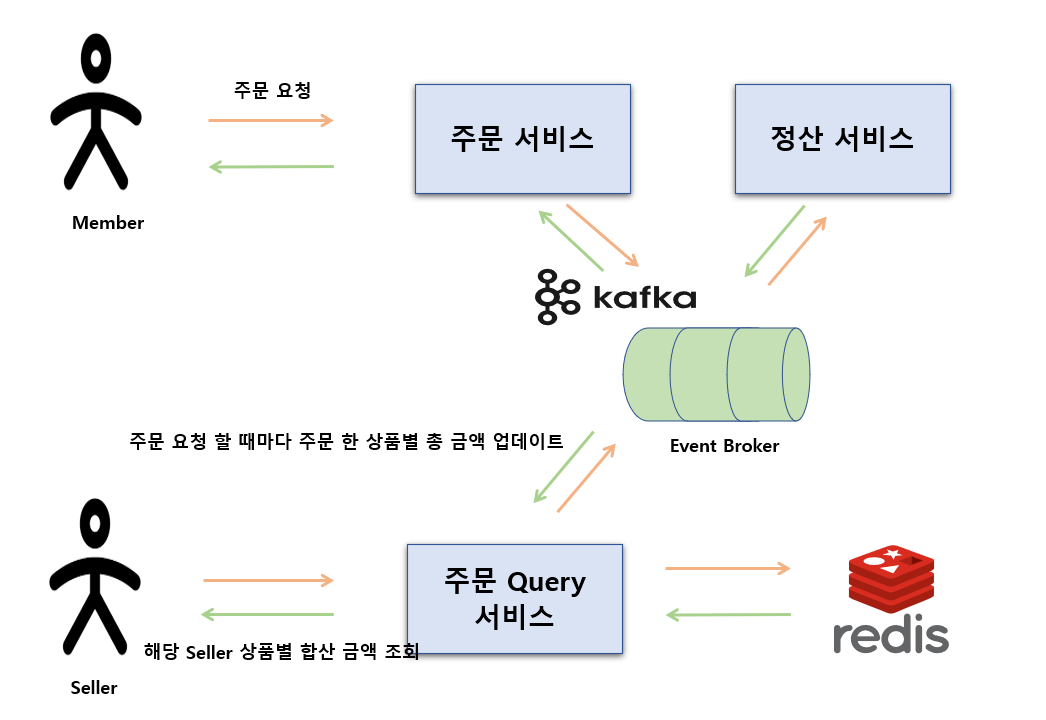 주문 요청
주문 서비스
정산 서비스
Member
kafka
주문 요청 할 때마다 주문 한 상품별 총 금액 업데이트
Event Broker
주문 Query
서비스
해당 Seller 상품별 합산 금액 조회
redis
Seller